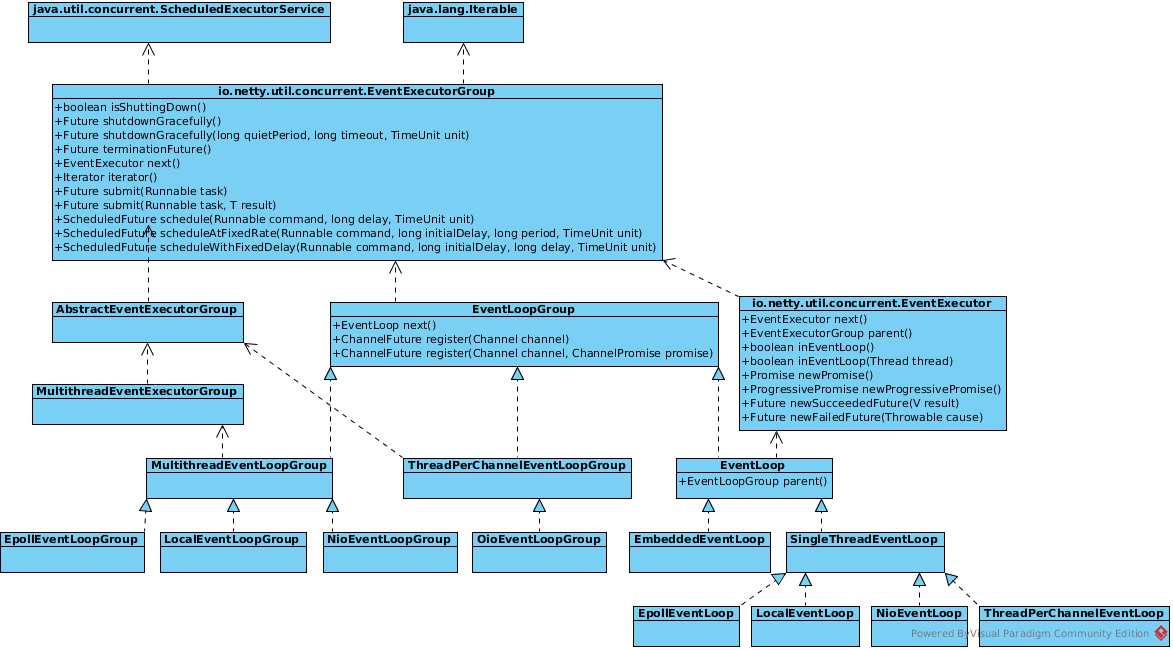 java.util.concurrent.ScheduledExecutorService
java.lang.Iterable
io.netty.util.concurrent.EventExecutorGroup
+boolean isShuttingDown()
+Future shutdownGracefully()
+Future shutdownGracefully(long quietPeriod, long timeout, TimeUnit unit)
+Future terminationFuture()
+EventExecutor next()
+Iterator iterator()
+Future submit(Runnable task)
+Future submit(Runnable task, T result)
+ScheduledFuture schedule(Runnable command, long delay, TimeUnit unit)
+ScheduledFuture scheduleAtFixedRate(Runnable command, long initialDelay, long period, TimeUnit unit)
+ScheduledFuture scheduleWithFixedDelay(Runnable command, long initialDelay, long delay, TimeUnit unit)
AbstractEventExecutorGroup
EventLoopGroup
+EventLoop next()
+ChannelFuture register(Channel channel)
+ChannelFuture register(Channel channel, ChannelPromise promise)
io.netty.util.concurrent.EventExecutor
+EventExecutor next()
+EventExecutorGroup parent()
+boolean inEventLoop()
+boolean inEventLoop(Thread thread)
+Promise newPromise()
+ProgressivePromise newProgressivePromise()
+Future newSucceededFuture(V result)
+Future newFailedFuture(Throwable cause)
MultithreadEventExecutorGroup
MultithreadEventLoopGroup
ThreadPerChannelEventLoopGroup
EventLoop
+EventLoopGroup parent()
EpollEventLoopGroup
LocalEventLoopGroup
NioEventLoopGroup
OioEventLoopGroup
EmbeddedEventLoop
SingleThreadEventLoop
EpollEventLoop
LocalEventLoop
NioEventLoop
ThreadPerChannelEventLoop
Powered By Visual Paradigm Community Edition